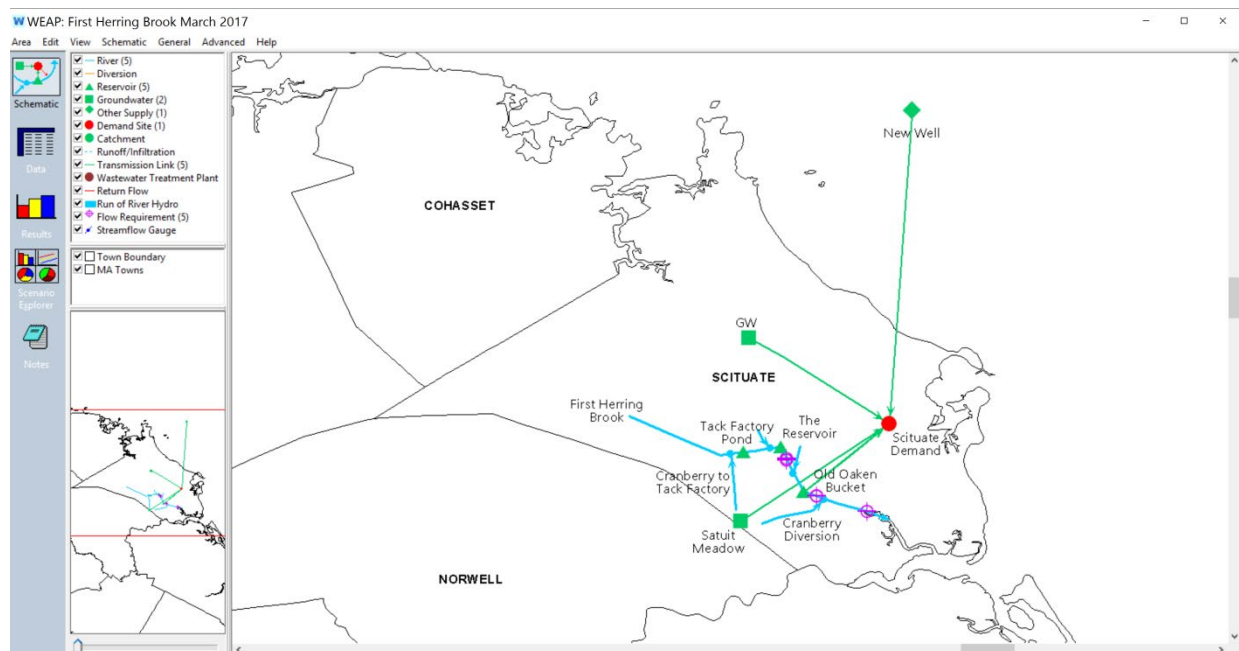 W WEAP: First Herring Brook March 2017
Area Edit View Schematic General Advanced Help
Schematic
Data
Results
Scenario
Explorer
Notes
River (5)
Diversion
Reservoir (5)
Groundwater (2)
Other Supply (1)
Demand Site (1)
Catchment
Runoff/Infiltration
Transmission Link (5)
Wastewater Treatment Plant
Return Flow
Run of River Hydro
Flow Requirement (5)
Streamflow Gauge
Town Boundary
MA Towns
New Well
COHASSET
GW
SCITUATE
First Herring
Brook
Tack Factory
Pond
The
Reservoir
Scituate
Demand
Cranberry to
Tack Factory
Old Oaken
Bucket
Satuit
Meadow
Cranberry
Diversion
NORWELL